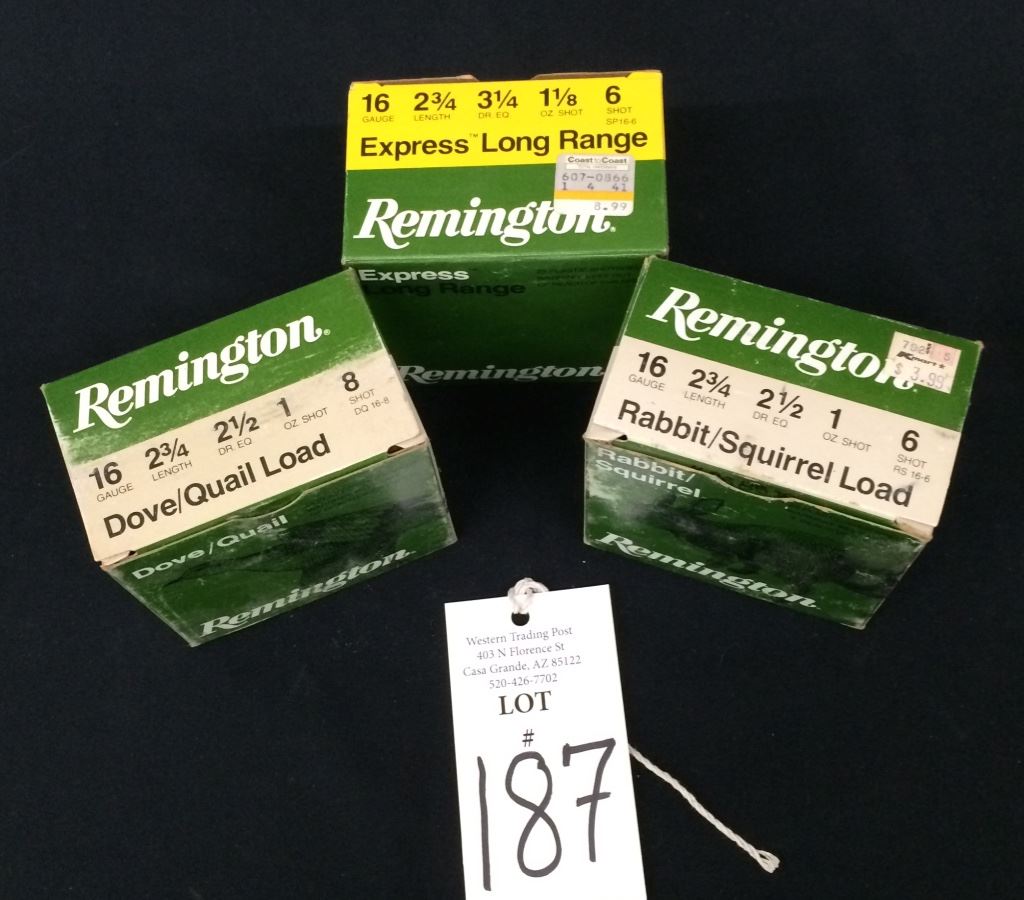 16 2¾ 3¼ 1⅛ 6
GAUGE LENGTH DR. EQ. OZ SHOT SHOT
SP16-6
Express™ Long Range
Coast to Coast
607-0866
1 4 41
8.99
Remington®
Express
Long Range
Remington
Remington®
16 2¾ 2½ 1 8
GAUGE LENGTH DR. EQ OZ SHOT SHOT
DQ 16-8
Dove/Quail Load
Dove/Quail
Remington
Remington
Kmart
$ 3.99
16 2¾ 2½ 1 6
GAUGE LENGTH DR. EQ OZ SHOT SHOT
RS 16-6
Rabbit/Squirrel Load
Rabbit/
Squirrel
Remington
Western Trading Post
403 N Florence St
Casa Grande, AZ 85122
520-426-7702
LOT
#
187